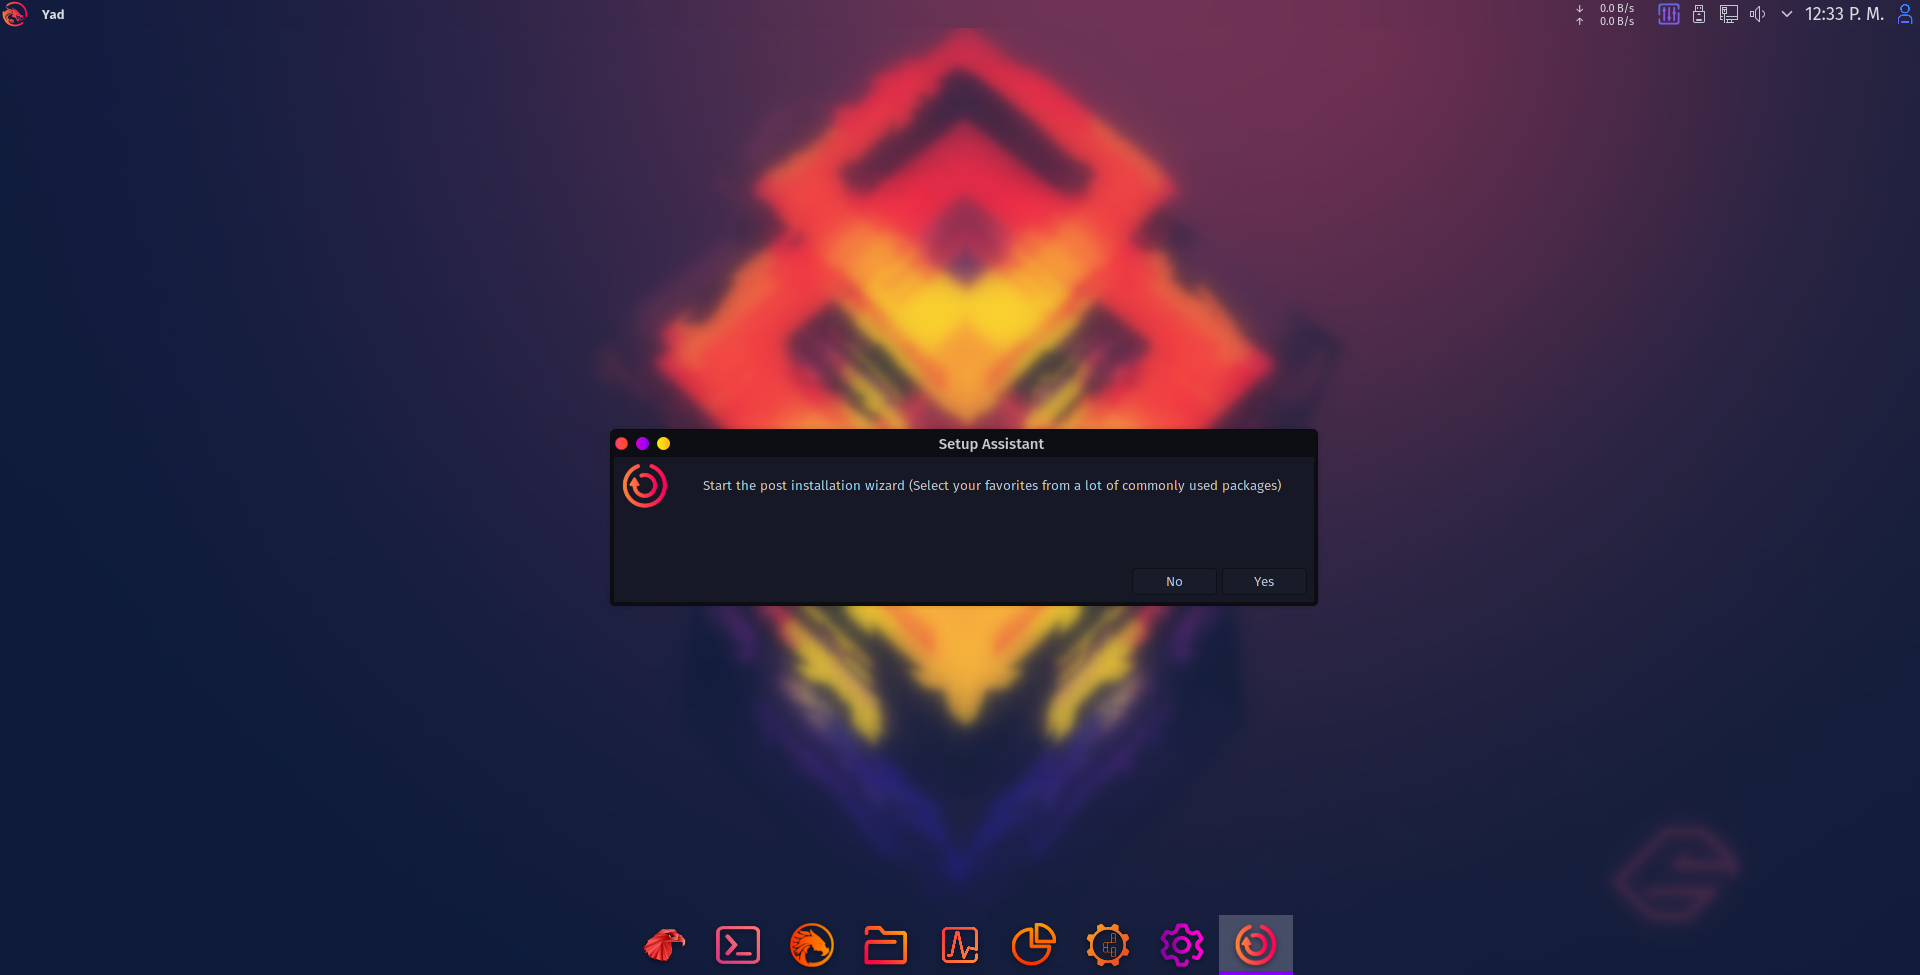 Yad
↓ 0.0 B/s
↑ 0.0 B/s
12:33 P. M.
Setup Assistant
Start the post installation wizard (Select your favorites from a lot of commonly used packages)
No
Yes